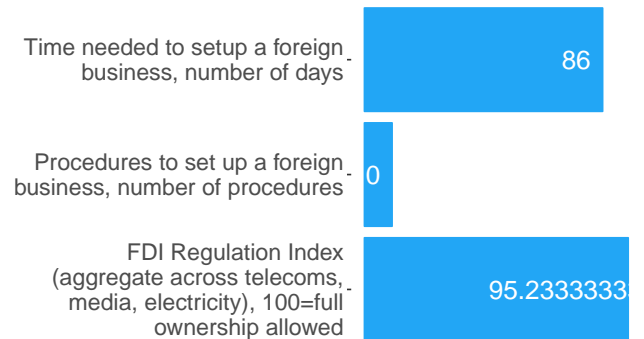 Time needed to setup a foreign
business, number of days
86
Procedures to set up a foreign
business, number of procedures
0
FDI Regulation Index
(aggregate across telecoms,
media, electricity), 100=full
ownership allowed
95.2333333